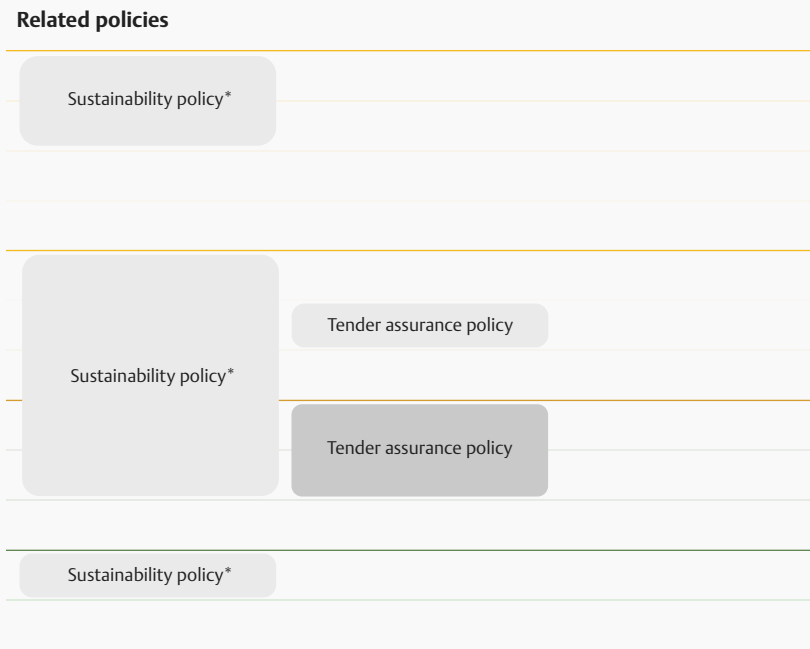 Related policies
Sustainability policy*
Tender assurance policy
Sustainability policy*
Tender assurance policy
Sustainability policy*